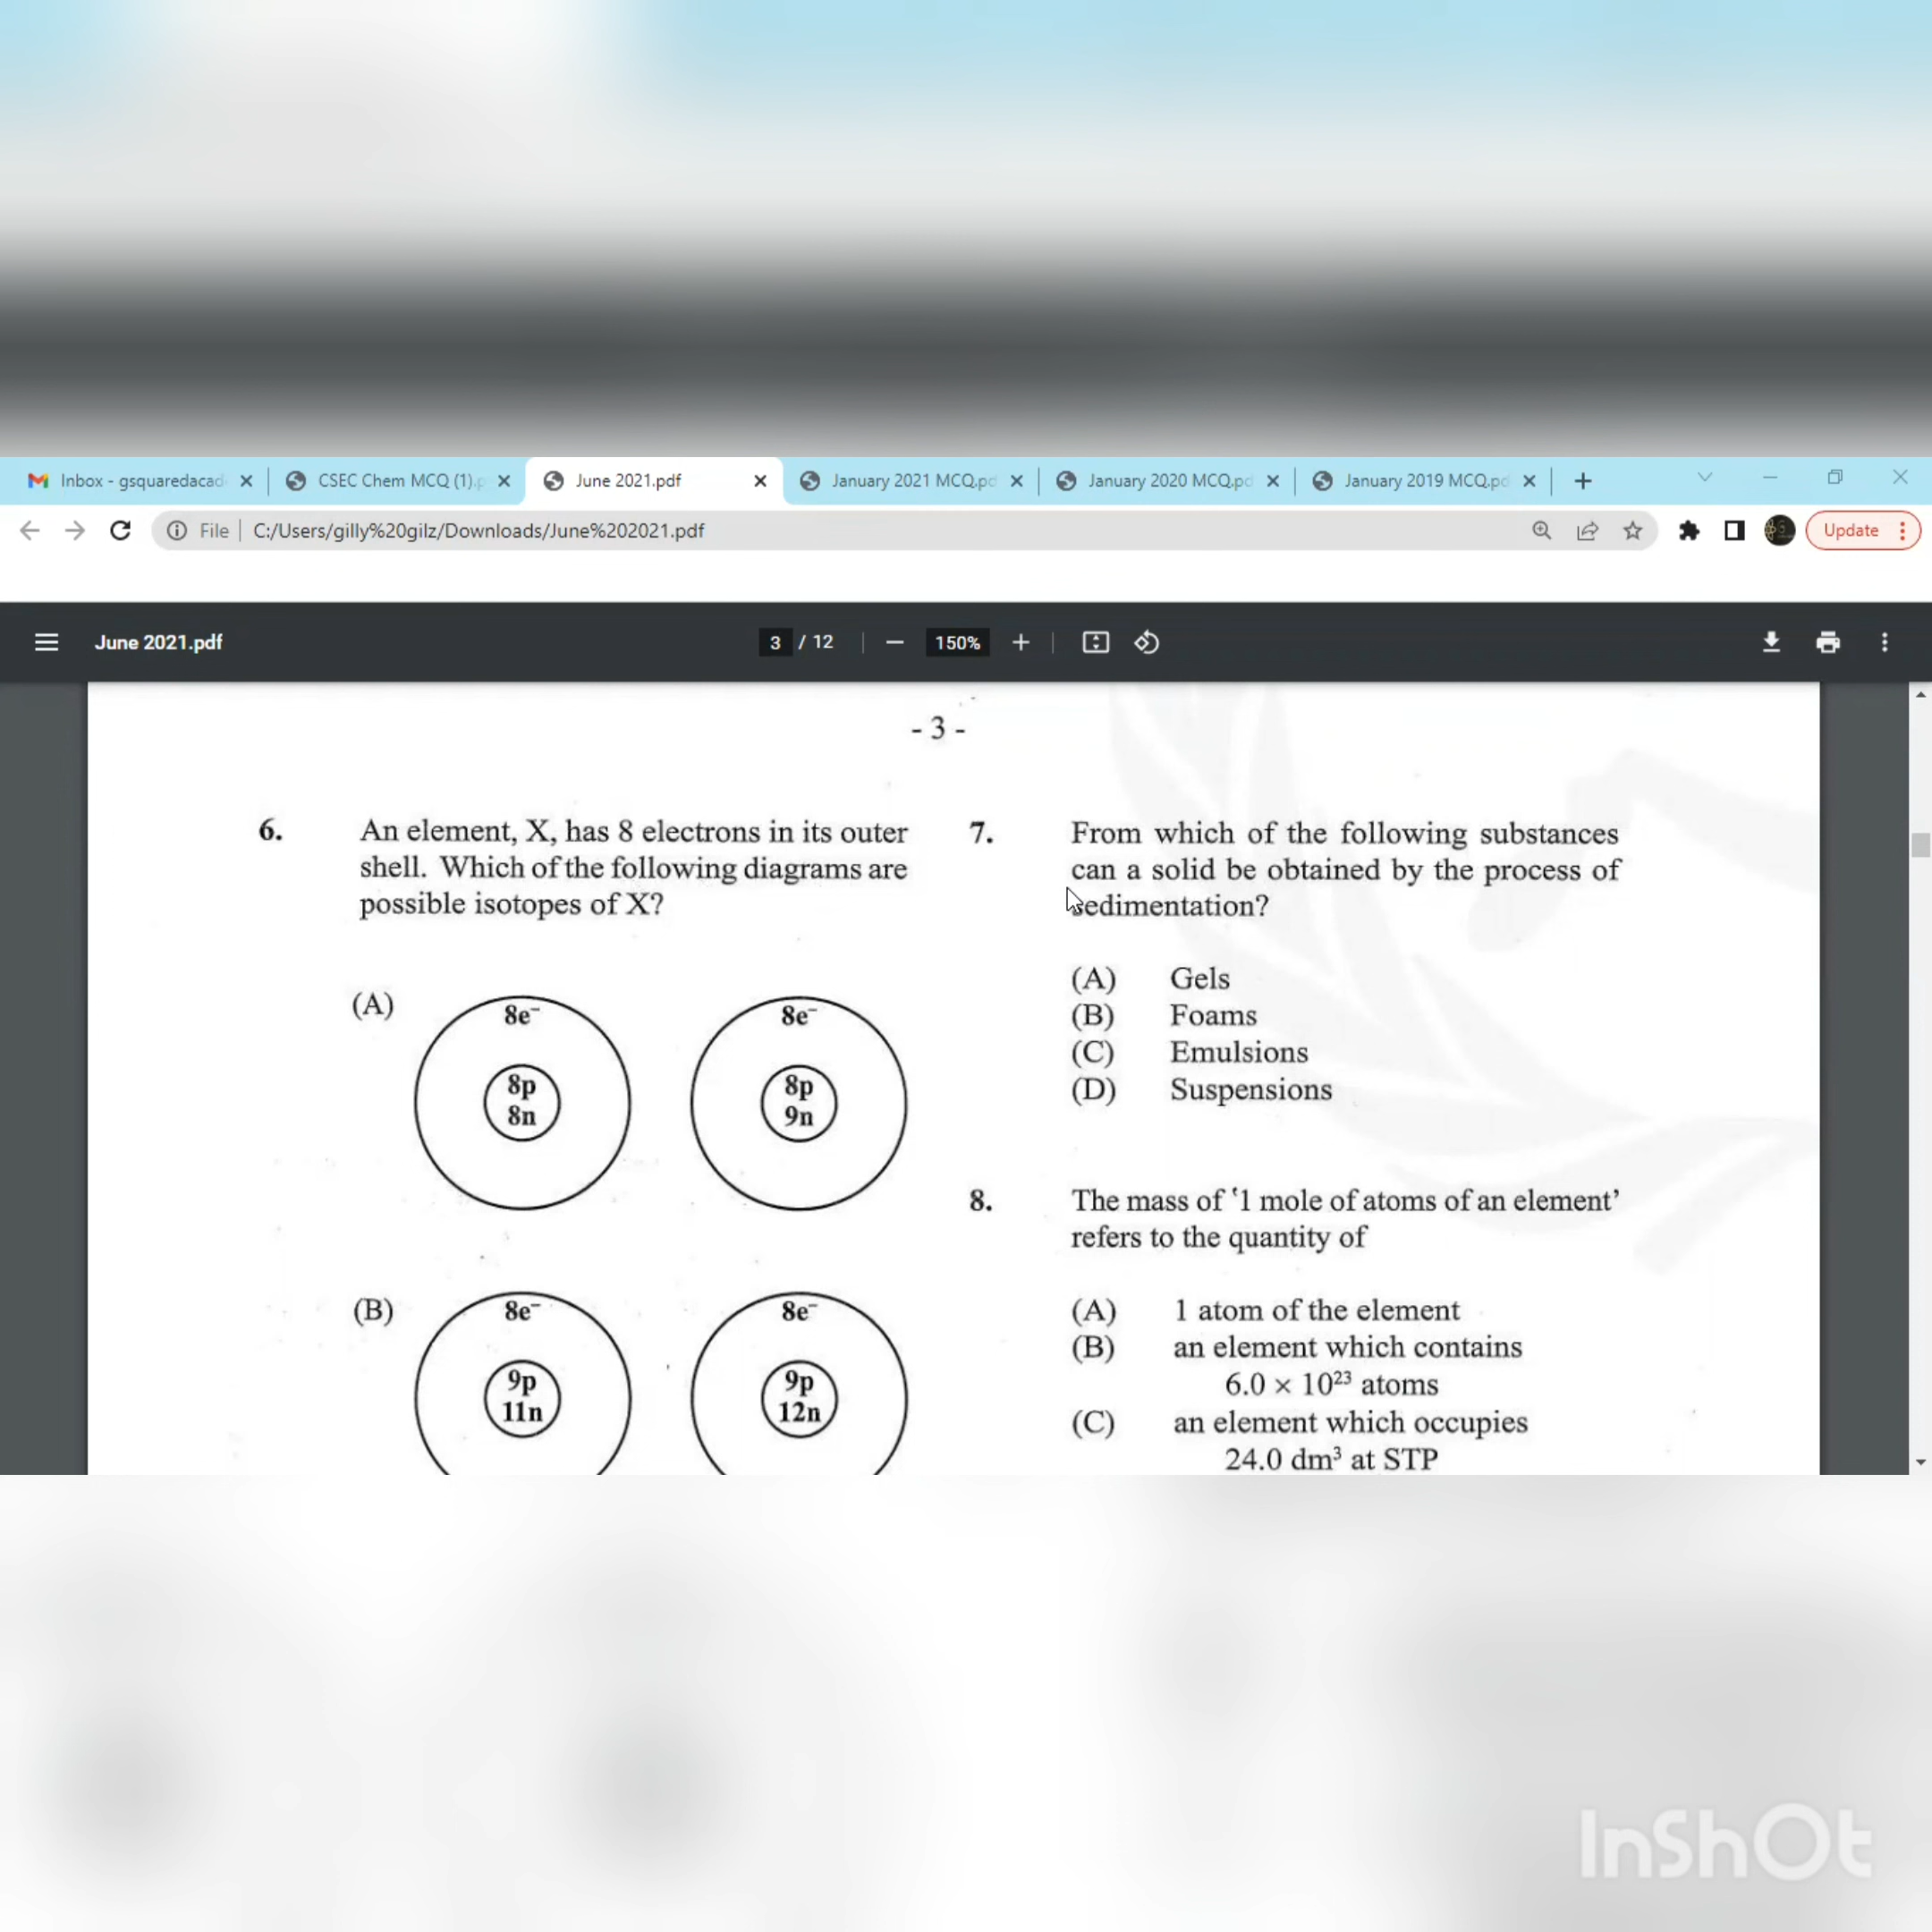 Inbox - gsquaredacad
CSEC Chem MCQ (1).p
June 2021.pdf
January 2021 MCQ.pd
January 2020 MCQ.pd
January 2019 MCQ.pd
File
C:/Users/gilly%20gilz/Downloads/June%202021.pdf
Update
June 2021.pdf
3 / 12
150%
- 3 -
6. An element, X, has 8 electrons in its outer
shell. Which of the following diagrams are
possible isotopes of X?
(A)
8e⁻
8p
8n
8e⁻
8p
9n
(B)
8e⁻
9p
11n
8e⁻
9p
12n
7. From which of the following substances
can a solid be obtained by the process of
sedimentation?
(A) Gels
(B) Foams
(C) Emulsions
(D) Suspensions
8. The mass of '1 mole of atoms of an element'
refers to the quantity of
(A) 1 atom of the element
(B) an element which contains
6.0 × 10²³ atoms
(C) an element which occupies
24.0 dm³ at STP
InShOt